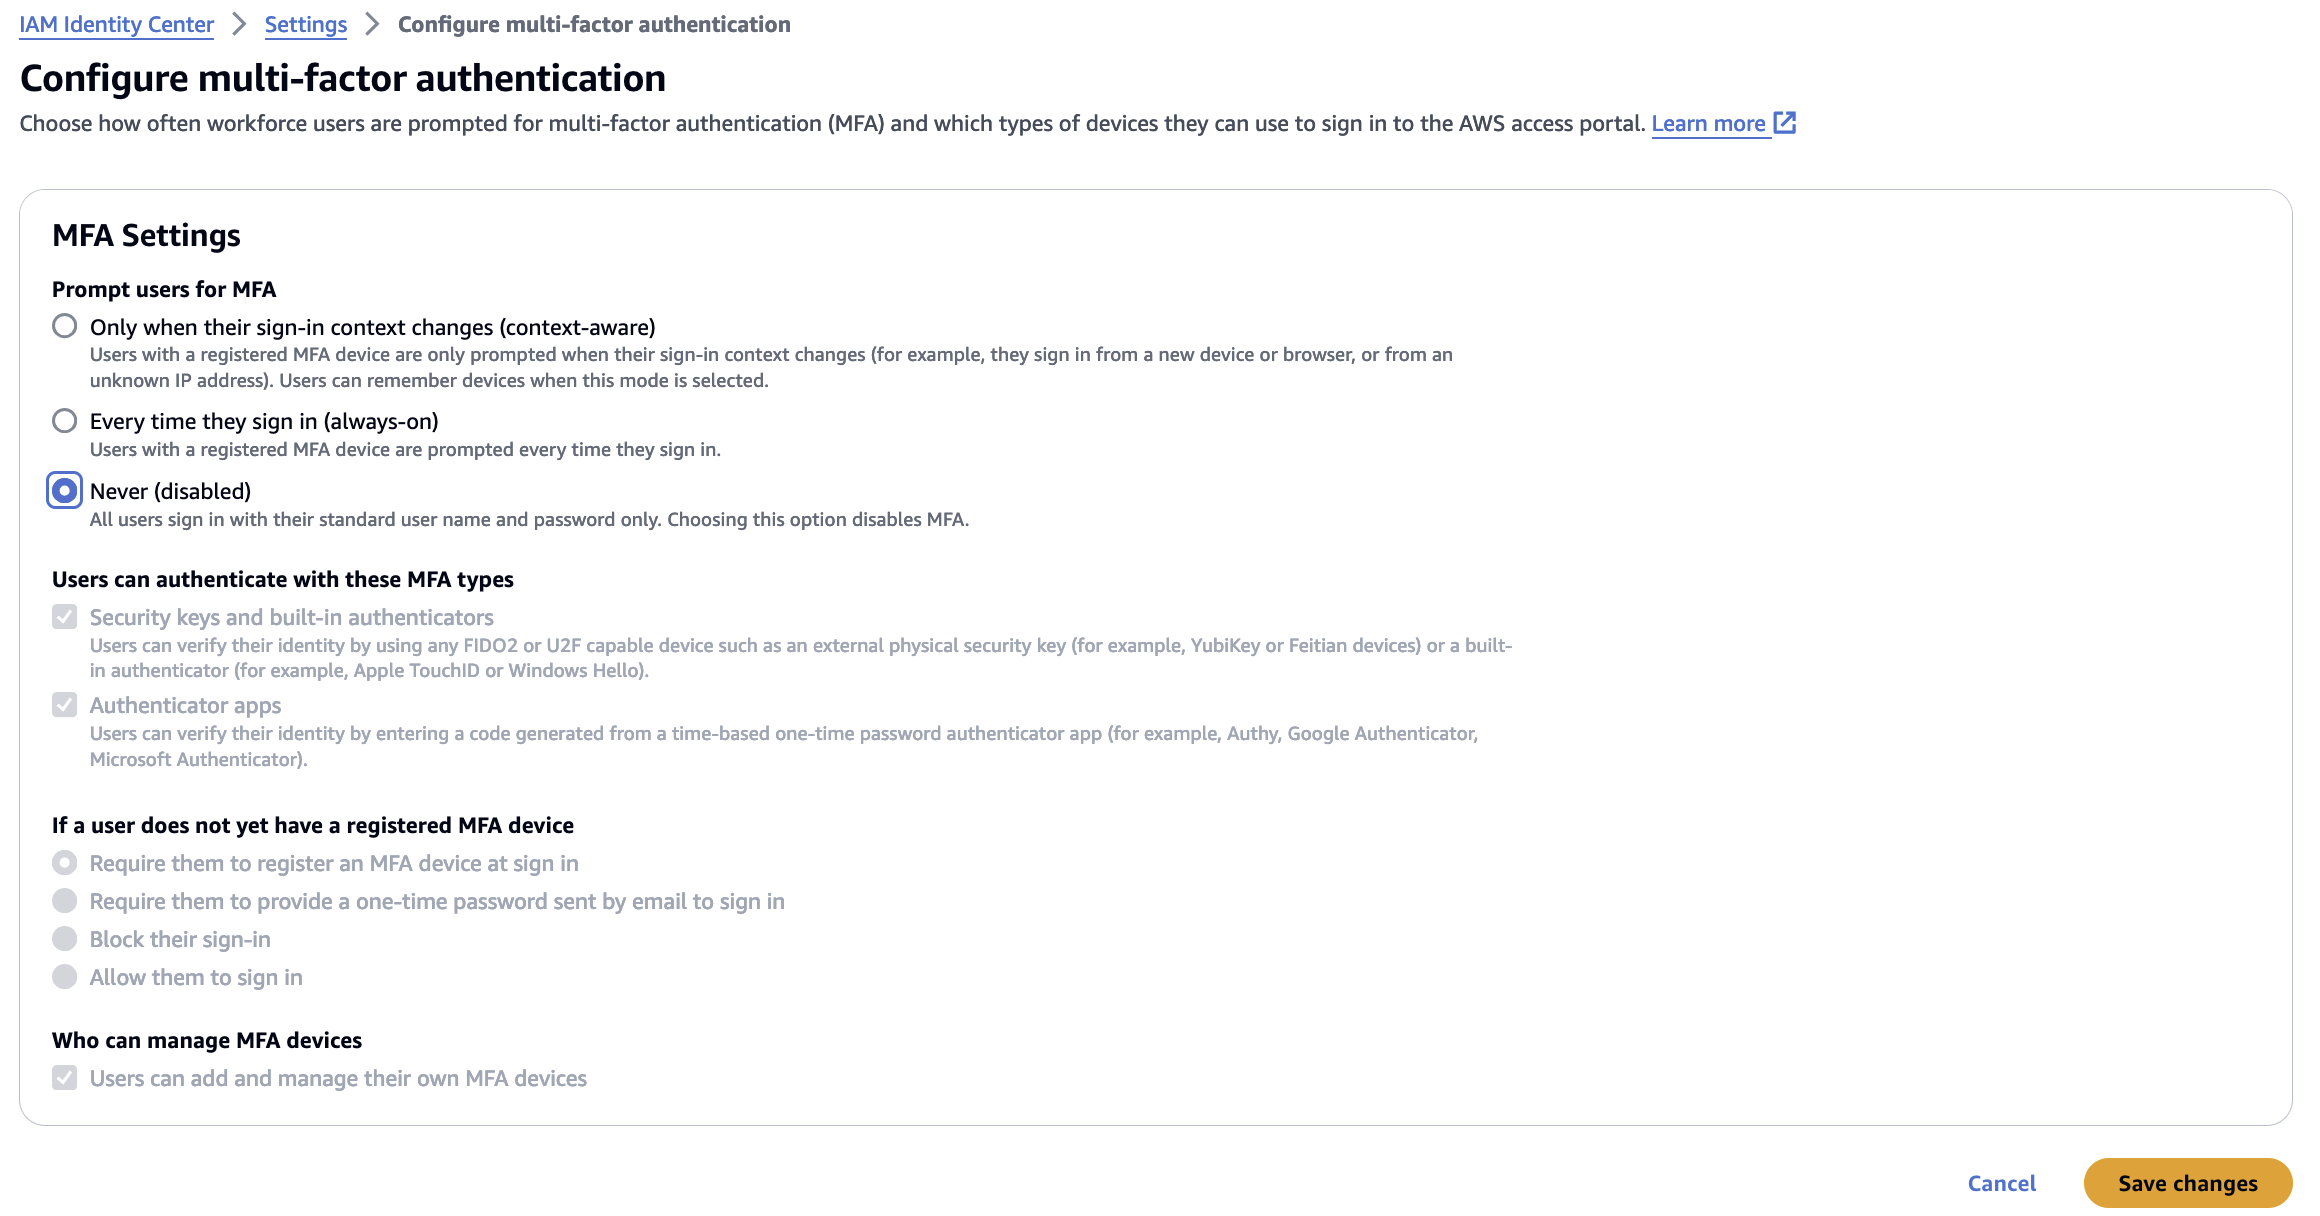 IAM Identity Center > Settings > Configure multi-factor authentication
Configure multi-factor authentication
Choose how often workforce users are prompted for multi-factor authentication (MFA) and which types of devices they can use to sign in to the AWS access portal. Learn more
MFA Settings
Prompt users for MFA
Only when their sign-in context changes (context-aware)
Users with a registered MFA device are only prompted when their sign-in context changes (for example, they sign in from a new device or browser, or from an
unknown IP address). Users can remember devices when this mode is selected.
Every time they sign in (always-on)
Users with a registered MFA device are prompted every time they sign in.
Never (disabled)
All users sign in with their standard user name and password only. Choosing this option disables MFA.
Users can authenticate with these MFA types
Security keys and built-in authenticators
Users can verify their identity by using any FIDO2 or U2F capable device such as an external physical security key (for example, YubiKey or Feitian devices) or a built-
in authenticator (for example, Apple TouchID or Windows Hello).
Authenticator apps
Users can verify their identity by entering a code generated from a time-based one-time password authenticator app (for example, Authy, Google Authenticator,
Microsoft Authenticator).
If a user does not yet have a registered MFA device
Require them to register an MFA device at sign in
Require them to provide a one-time password sent by email to sign in
Block their sign-in
Allow them to sign in
Who can manage MFA devices
Users can add and manage their own MFA devices
Cancel
Save changes